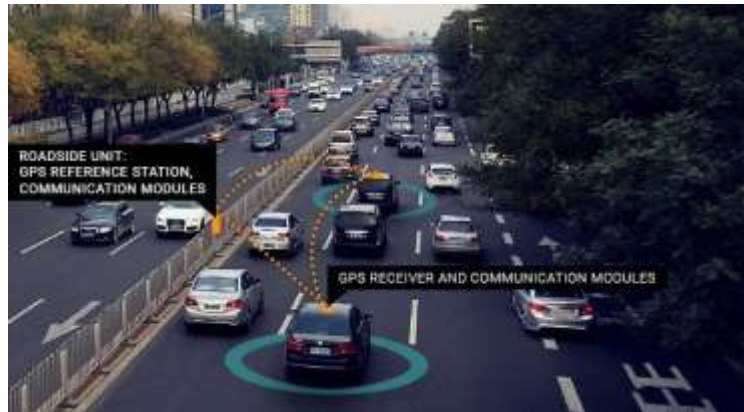 ROADSIDE UNIT:
GPS REFERENCE STATION,
COMMUNICATION MODULES
GPS RECEIVER AND COMMUNICATION MODULES